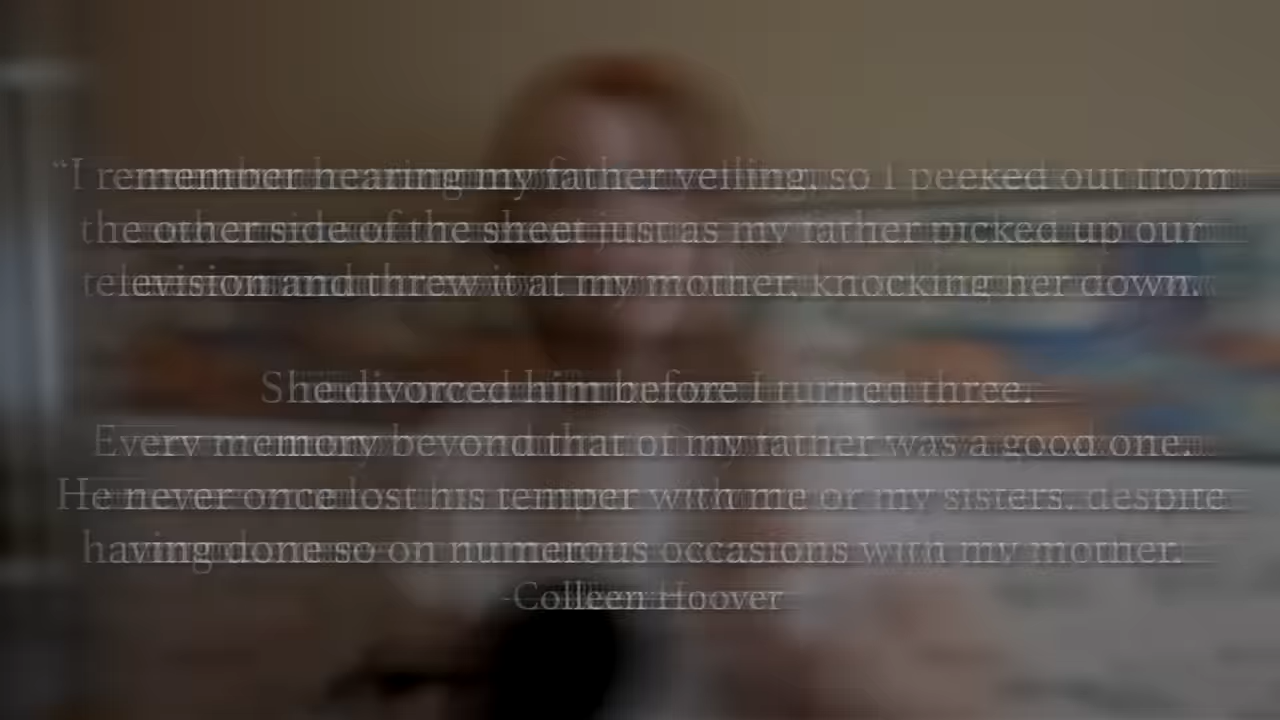 “I remember hearing my father yelling, so I peeked out from
the other side of the sheet just as my father picked up our
television and threw it at my mother, knocking her down.
She divorced him before I turned three.
Every memory beyond that of my father was a good one.
He never once lost his temper with me or my sisters, despite
having done so on numerous occasions with my mother.
-Colleen Hoover